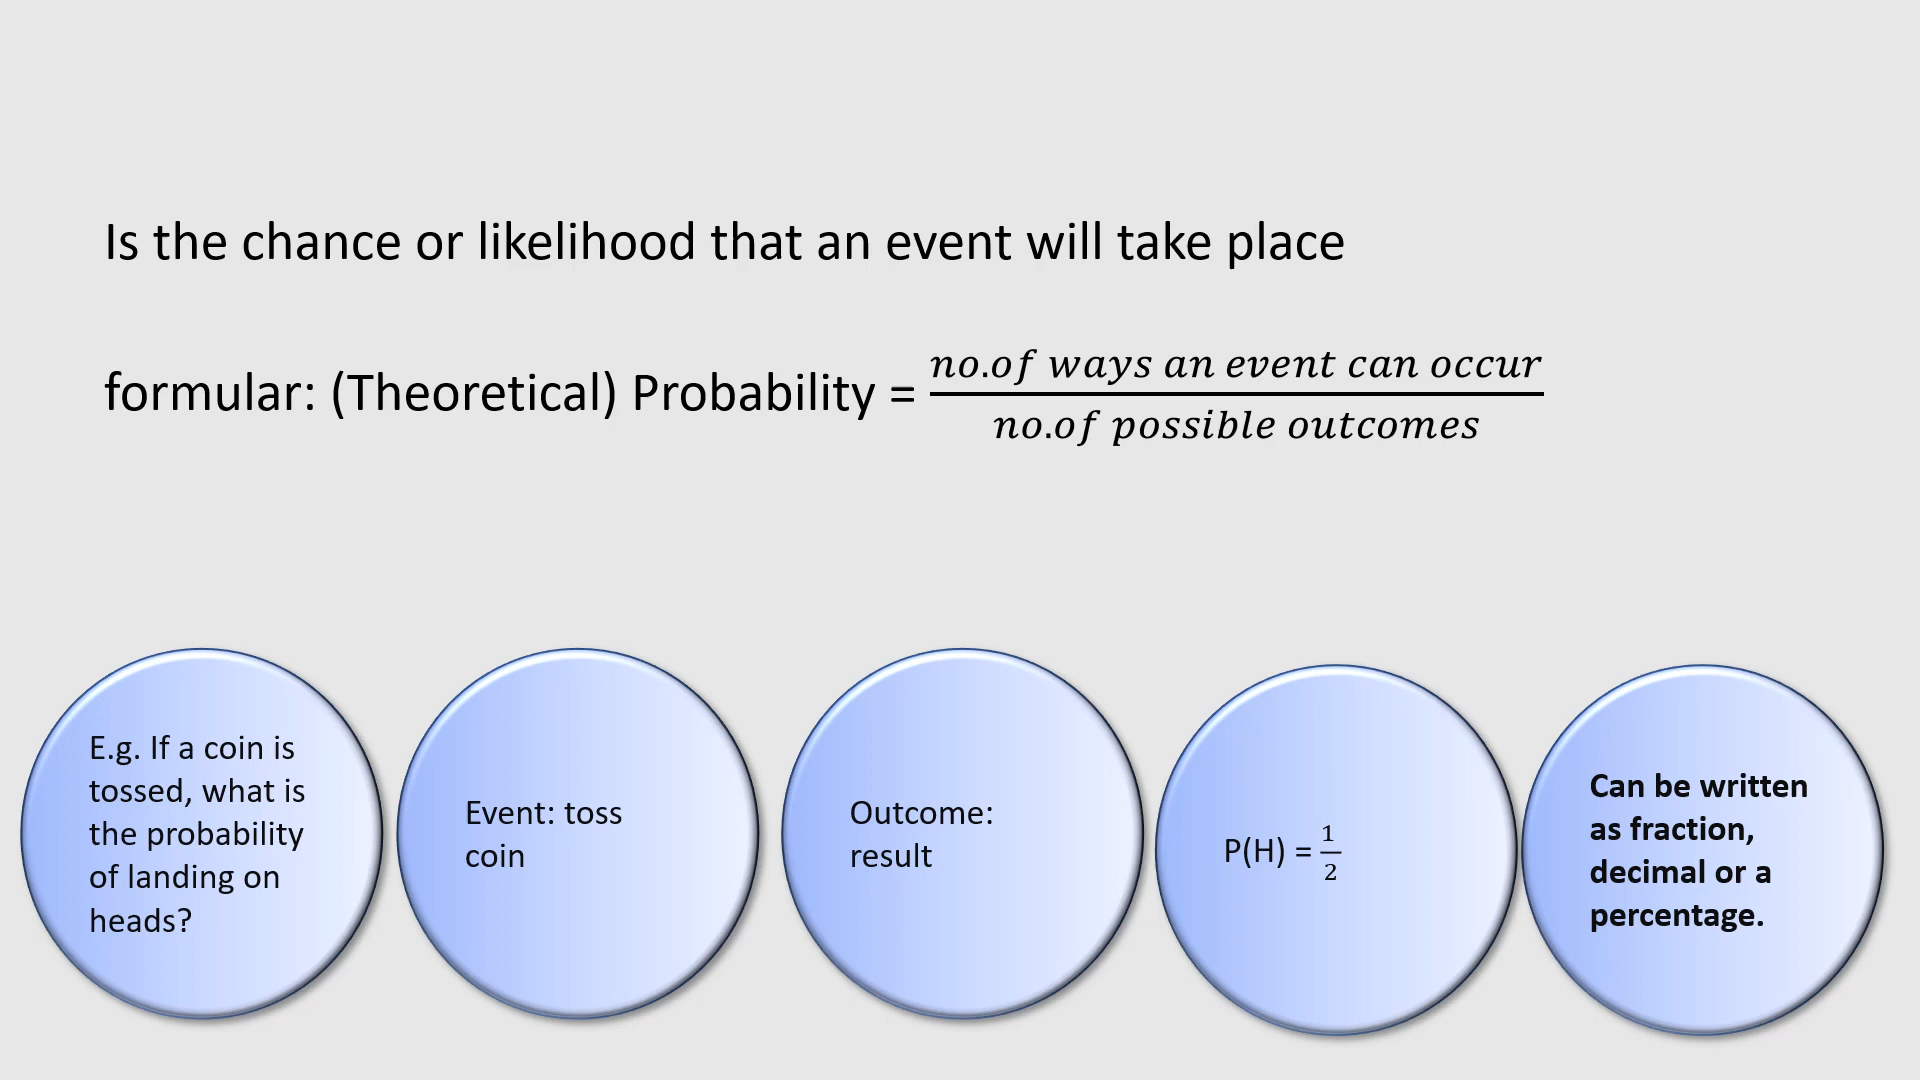 Is the chance or likelihood that an event will take place
formular: (Theoretical) Probability = no.of ways an event can occur / no.of possible outcomes
E.g. If a coin is
tossed, what is
the probability
of landing on
heads?
Event: toss
coin
Outcome:
result
P(H) = 1/2
Can be written
as fraction,
decimal or a
percentage.